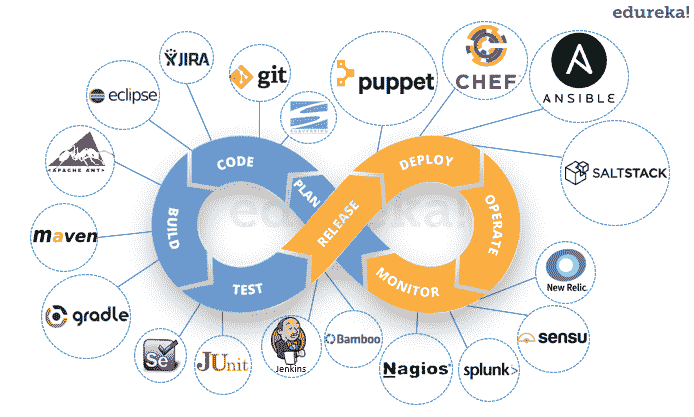 edureka!
JIRA
git
eclipse
SUBVERSION
puppet
CHEF
ANSIBLE
APACHE ANT
SALTSTACK
CODE
PLAN
BUILD
TEST
RELEASE
DEPLOY
OPERATE
MONITOR
edureka!
maven
gradle
Se
JUnit
Jenkins
Bamboo
Nagios®
splunk>
sensu
New Relic.